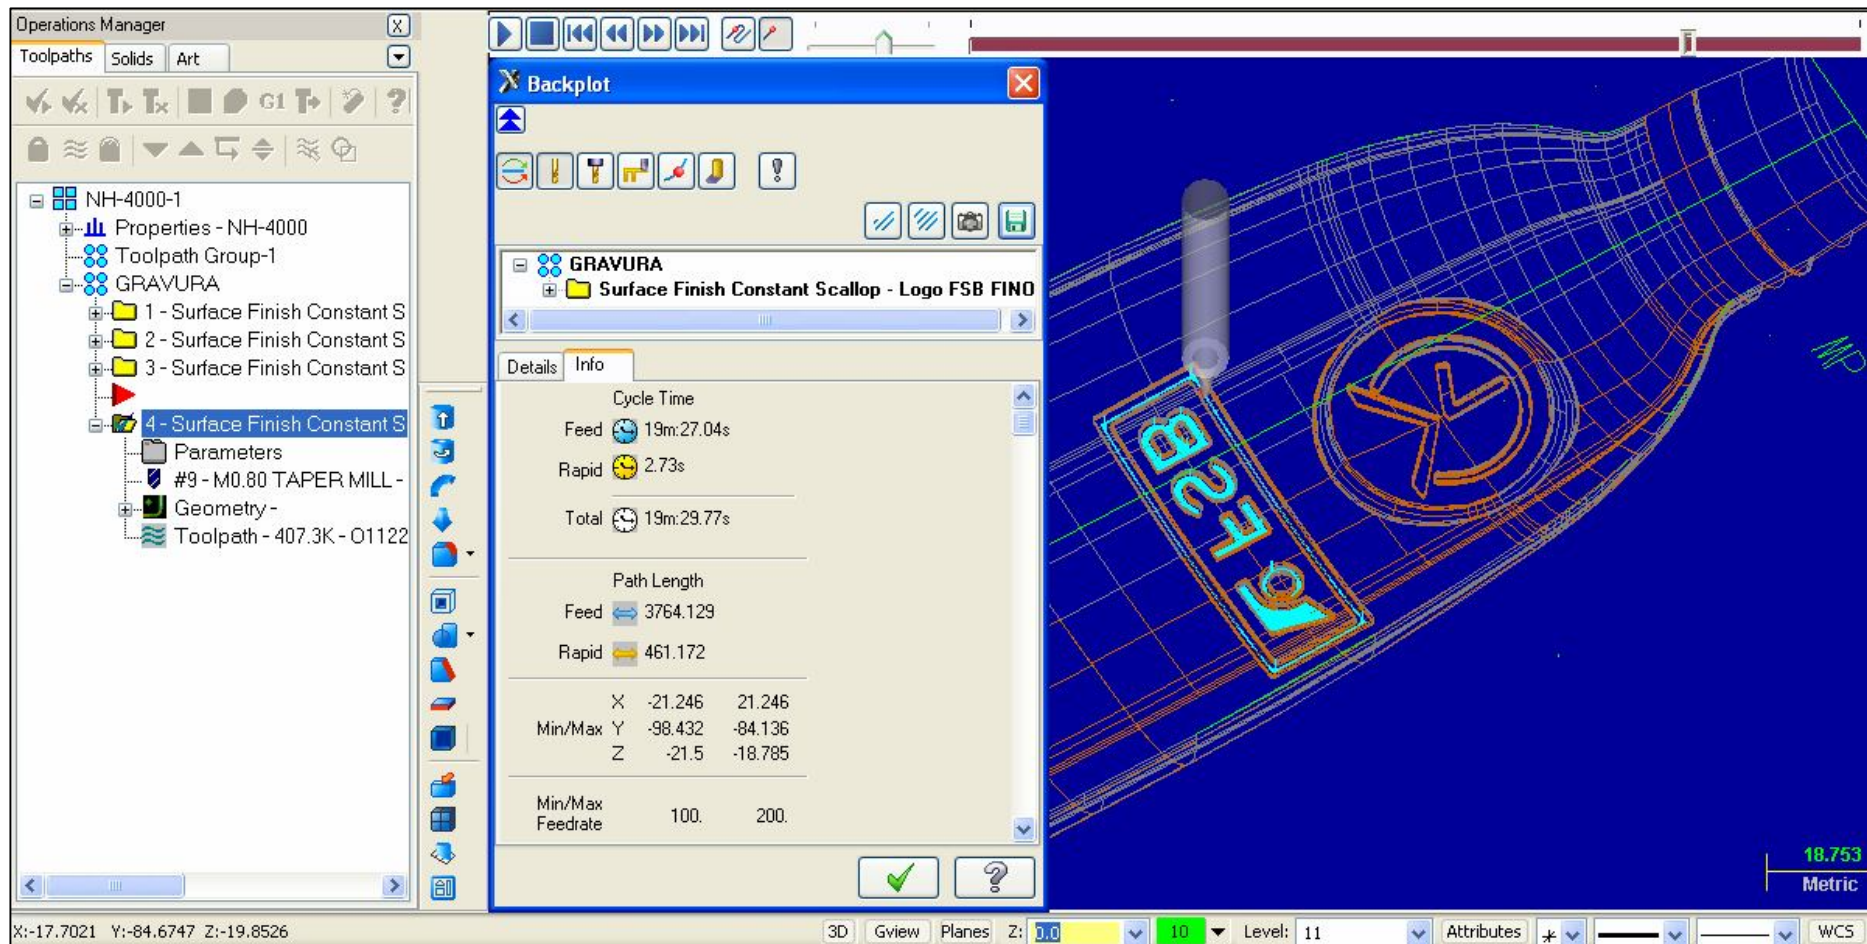 Operations Manager
X
Toolpaths
Solids
Art
G1
NH-4000-1
Properties - NH-4000
Toolpath Group-1
GRAVURA
1 - Surface Finish Constant S
2 - Surface Finish Constant S
3 - Surface Finish Constant S
4 - Surface Finish Constant S
Parameters
#9 - M0.80 TAPER MILL -
Geometry -
Toolpath - 407.3K - O1122
Backplot
GRAVURA
Surface Finish Constant Scallop - Logo FSB FINO
Details
Info
Cycle Time
Feed 19m:27.04s
Rapid 2.73s
Total 19m:29.77s
Path Length
Feed 3764.129
Rapid 461.172
X -21.246 21.246
Min/Max Y -98.432 -84.136
Z -21.5 -18.785
Min/Max
Feedrate 100. 200.
FSB
18.753
Metric
X:-17.7021 Y:-84.6747 Z:-19.8526
3D
Gview
Planes
Z: 0.0
10
Level: 11
Attributes
WCS